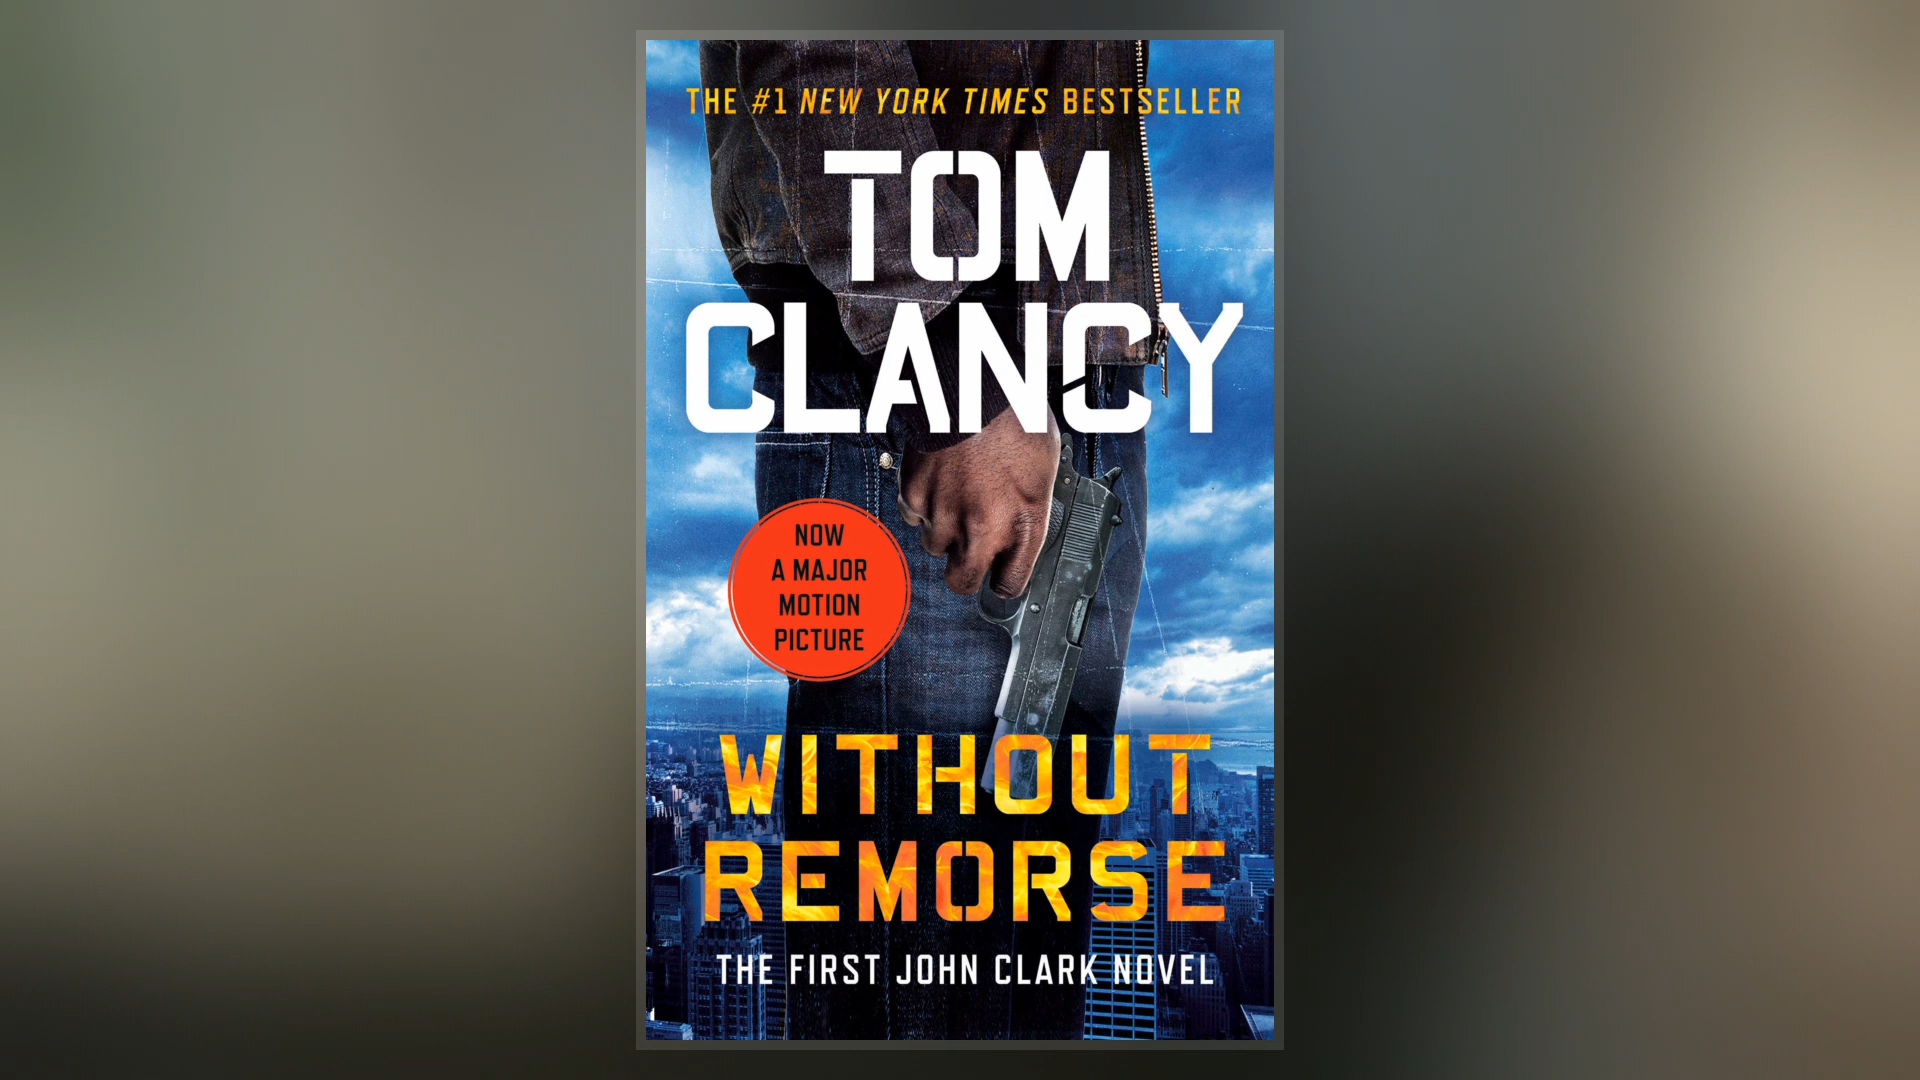 THE #1 NEW YORK TIMES BESTSELLER
TOM
CLANCY
NOW
A MAJOR
MOTION
PICTURE
WITHOUT
REMORSE
THE FIRST JOHN CLARK NOVEL